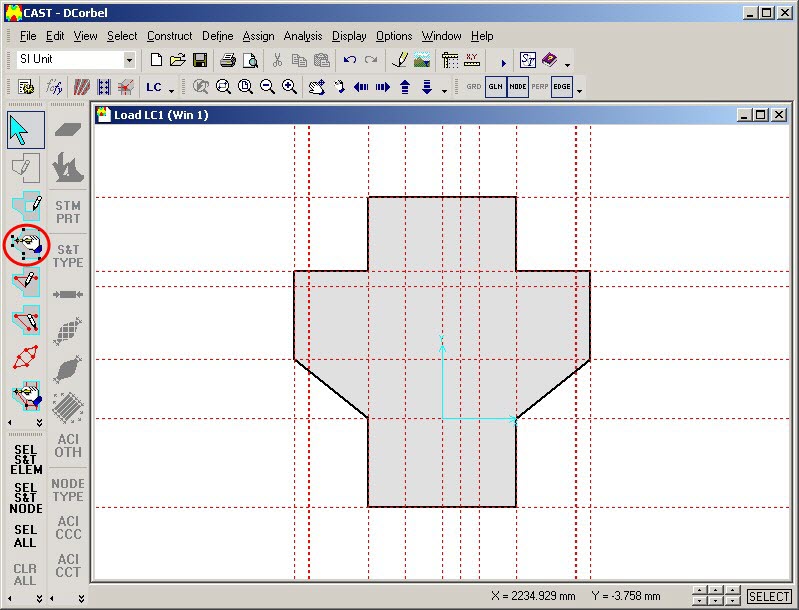 CAST - DCorbel
File Edit View Select Construct Define Assign Analysis Display Options Window Help
SI Unit
X,Y
ST
LC
GRD GLN NODE PERP EDGE
Load LC1 (Win 1)
STM
PRT
S&T
TYPE
ACI
OTH
NODE
TYPE
ACI
CCC
ACI
CCT
SEL
S&T
ELEM
SEL
S&T
NODE
SEL
ALL
CLR
ALL
Y
X = 2234.929 mm Y = -3.758 mm
SELECT